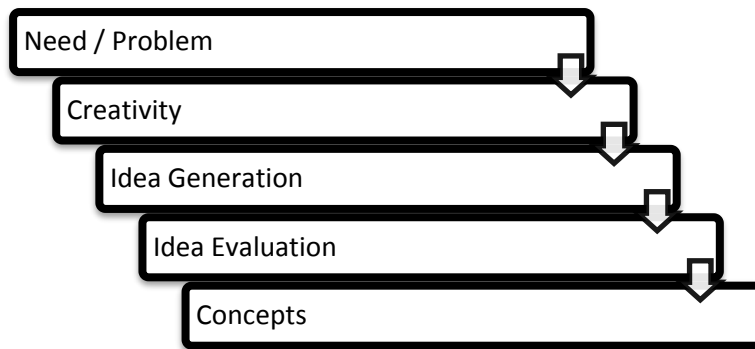 Need / Problem
Creativity
Idea Generation
Idea Evaluation
Concepts